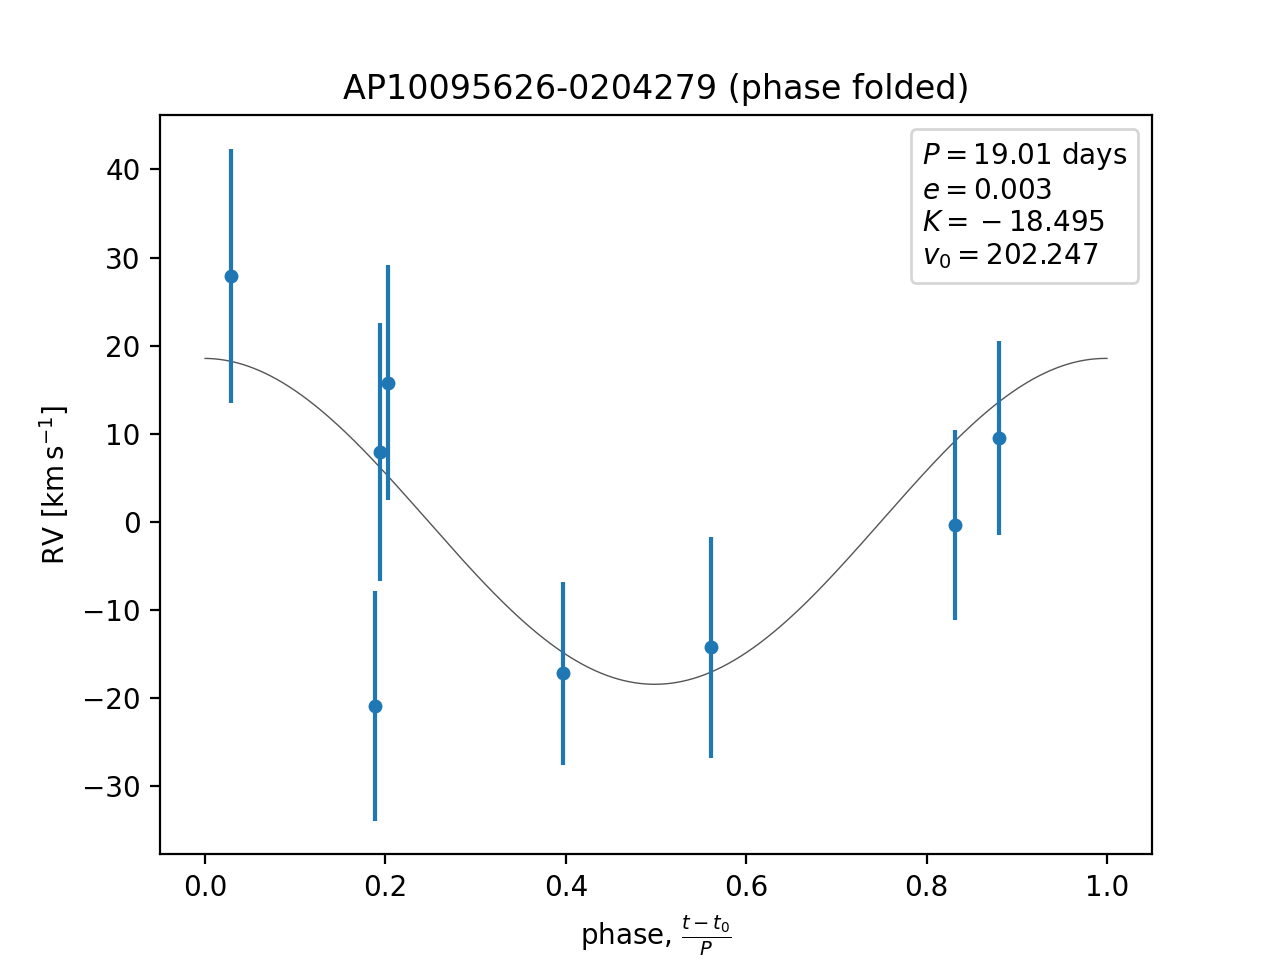 AP10095626-0204279 (phase folded)
P = 19.01 days
e = 0.003
K = −18.495
v₀ = 202.247
40
30
20
10
0
−10
−20
−30
RV [km s⁻¹]
0.0 0.2 0.4 0.6 0.8 1.0
phase, (t − t₀)/P